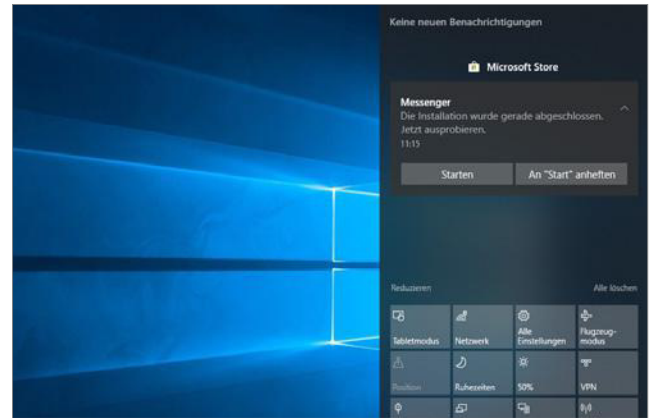 Keine neuen Benachrichtigungen
Microsoft Store
Messenger
Die Installation wurde gerade abgeschlossen.
Jetzt ausprobieren.
11:15
Starten
An "Start" anheften
Reduzieren
Alle löschen
Tabletmodus
Netzwerk
Alle
Einstellungen
Flugzeug-
modus
Position
Ruhezeiten
50%
VPN